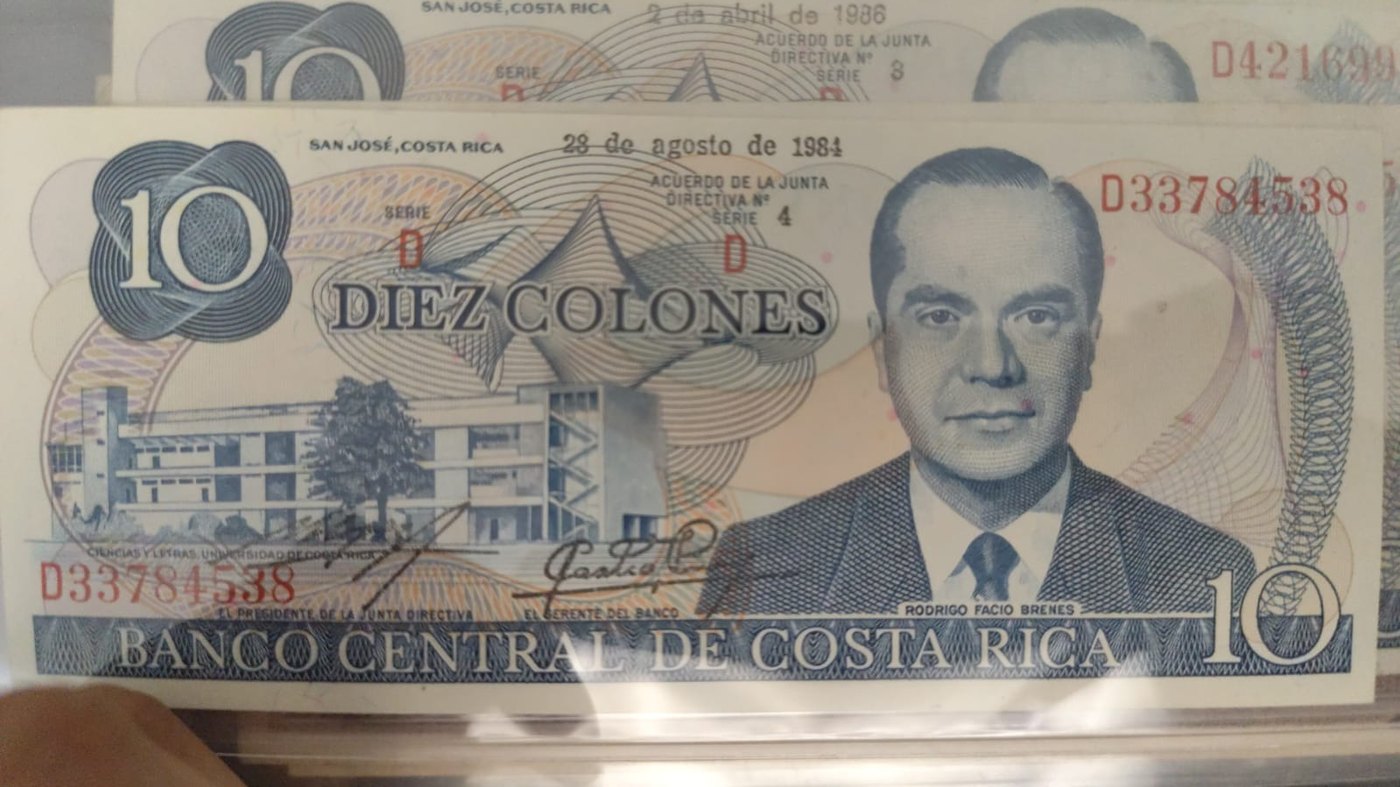 10
SAN JOSÉ, COSTA RICA
2 de abril de 1986
ACUERDO DE LA JUNTA
DIRECTIVA Nº
SERIE 3
SERIE
D
D
D421699
10
SAN JOSÉ, COSTA RICA
28 de agosto de 1984
ACUERDO DE LA JUNTA
DIRECTIVA Nº
SERIE 4
SERIE
D
D
D33784538
DIEZ COLONES
CIENCIAS Y LETRAS, UNIVERSIDAD DE COSTA RICA
D33784538
EL PRESIDENTE DE LA JUNTA DIRECTIVA
EL GERENTE DEL BANCO
RODRIGO FACIO BRENES
BANCO CENTRAL DE COSTA RICA
10